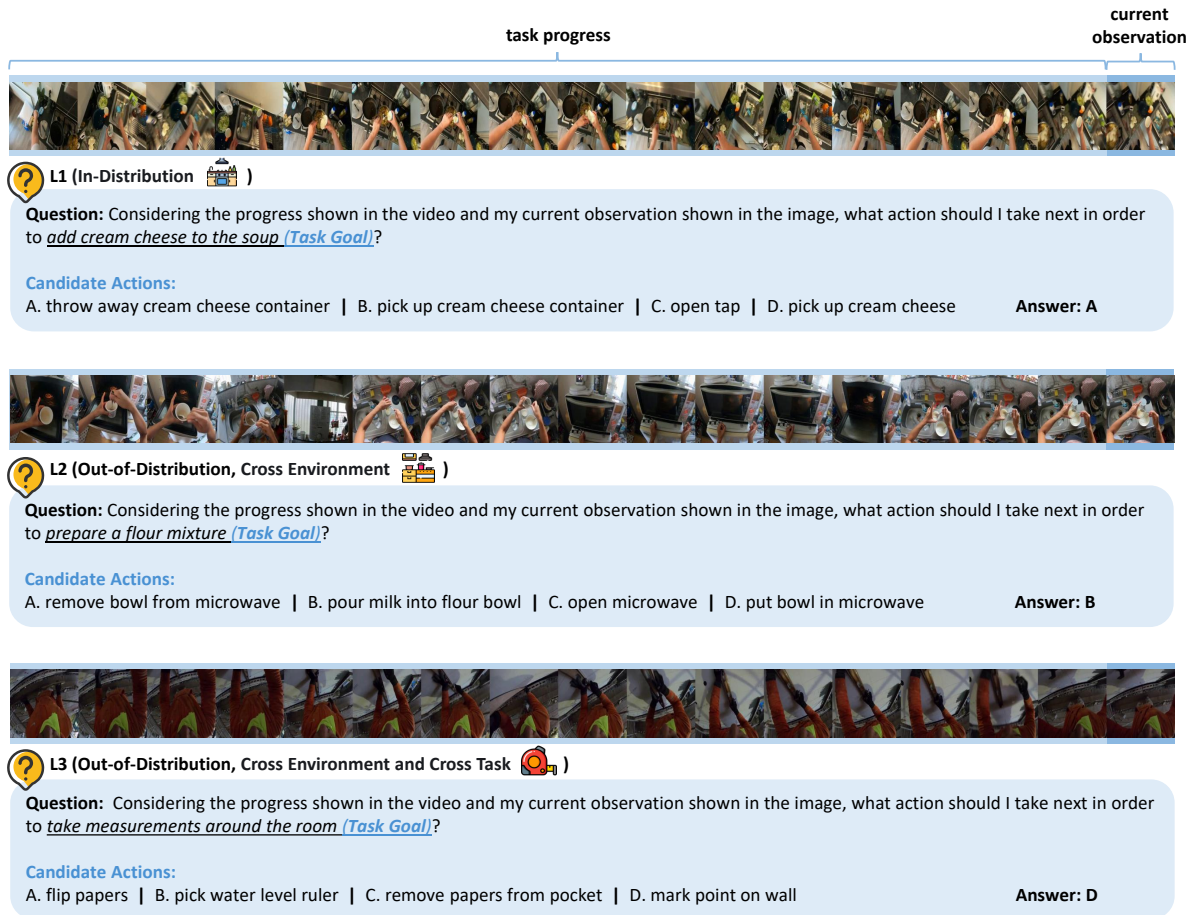 current
task progress
observation
L1 (In-Distribution )
Question: Considering the progress shown in the video and my current observation shown in the image, what action should I take next in order
to add cream cheese to the soup (Task Goal)?
Candidate Actions:
A. throw away cream cheese container | B. pick up cream cheese container | C. open tap | D. pick up cream cheese Answer: A
L2 (Out-of-Distribution, Cross Environment )
Question: Considering the progress shown in the video and my current observation shown in the image, what action should I take next in order
to prepare a flour mixture (Task Goal)?
Candidate Actions:
A. remove bowl from microwave | B. pour milk into flour bowl | C. open microwave | D. put bowl in microwave Answer: B
L3 (Out-of-Distribution, Cross Environment and Cross Task )
Question: Considering the progress shown in the video and my current observation shown in the image, what action should I take next in order
to take measurements around the room (Task Goal)?
Candidate Actions:
A. flip papers | B. pick water level ruler | C. remove papers from pocket | D. mark point on wall Answer: D